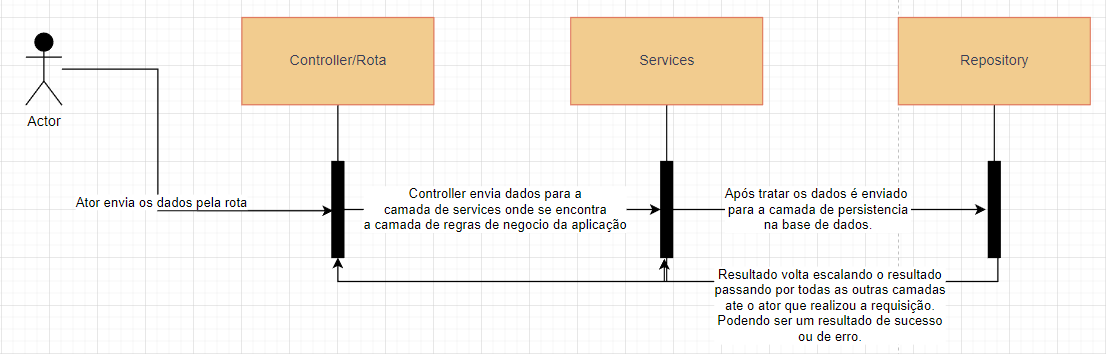 Controller/Rota
Services
Repository
Actor
Ator envia os dados pela rota
Controller envia dados para a
camada de services onde se encontra
a camada de regras de negocio da aplicação
Após tratar os dados é enviado
para a camada de persistencia
na base de dados.
Resultado volta escalando o resultado
passando por todas as outras camadas
ate o ator que realizou a requisição.
Podendo ser um resultado de sucesso
ou de erro.